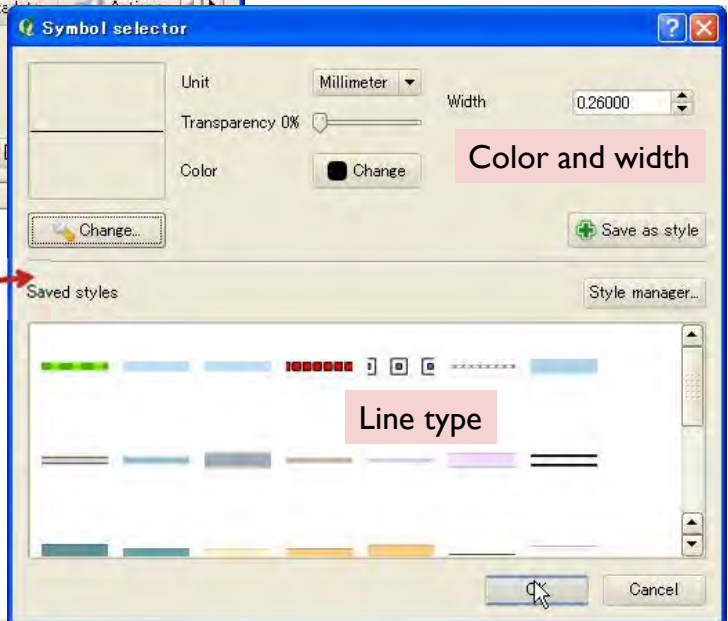 Symbol selector
Unit
Millimeter
Width
0.26000
Transparency 0%
Color and width
Color
Change
Change...
Save as style
Saved styles
Style manager...
Line type
Cancel